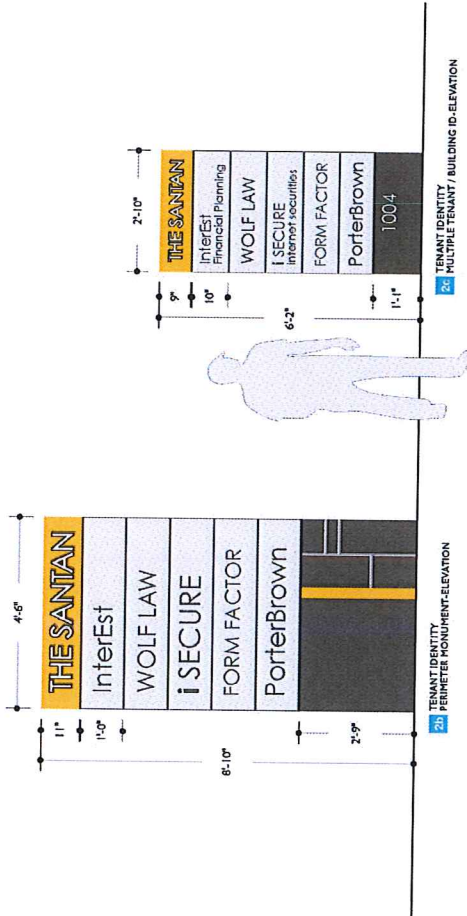 4'-6"
11"
1'-0"
8'-10"
2'-9"
THE SANTAN
InterEst
WOLF LAW
i SECURE
FORM FACTOR
PorterBrown
2b TENANT IDENTITY
PERIMETER MONUMENT-ELEVATION
2'-10"
9"
10"
6'-2"
1'-1"
THE SANTAN
InterEst
Financial Planning
WOLF LAW
i SECURE
internet securities
FORM FACTOR
PorterBrown
1004
2c TENANT IDENTITY
MULTIPLE TENANT / BUILDING ID-ELEVATION